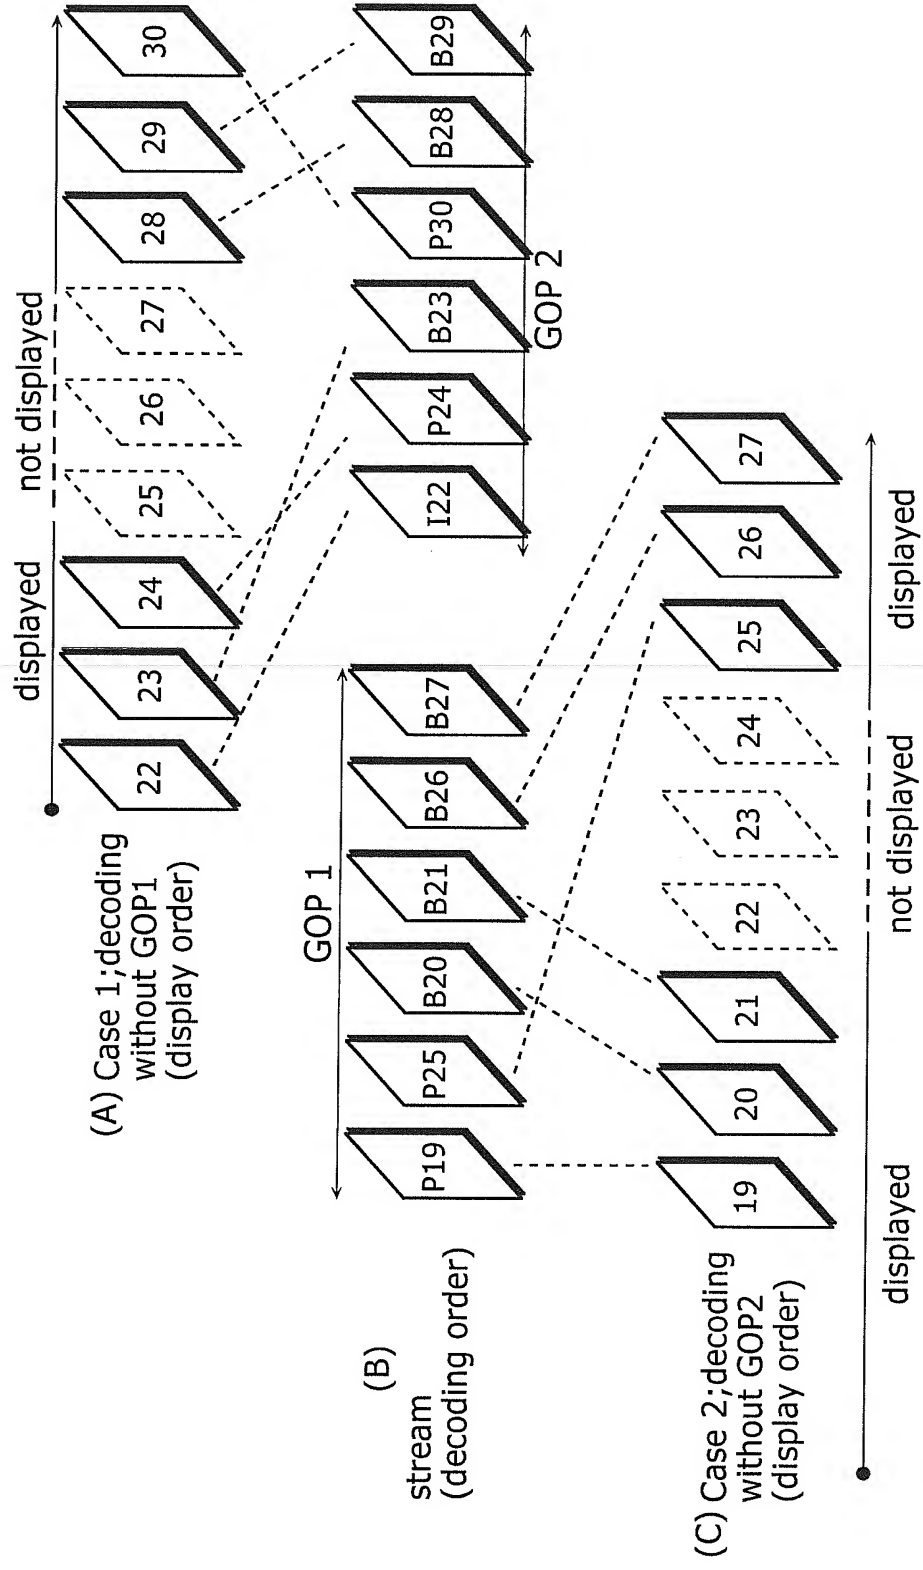 displayed
not displayed
(A) Case 1;decoding
without GOP1
(display order)
22
23
24
25
26
27
28
29
30
GOP 1
(B)
stream
(decoding order)
P19
P25
B20
B21
B26
B27
I22
P24
B23
P30
B28
B29
GOP 2
(C) Case 2;decoding
without GOP2
(display order)
19
20
21
22
23
24
25
26
27
displayed
not displayed
displayed